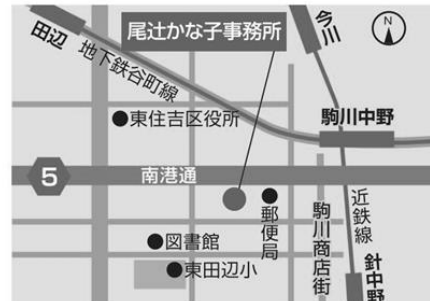 尾辻かな子事務所
今川
N
田辺
地下鉄谷町線
東住吉区役所
駒川中野
5
南港通
郵便局
駒川商店街
近鉄線
図書館
東田辺小
針中野